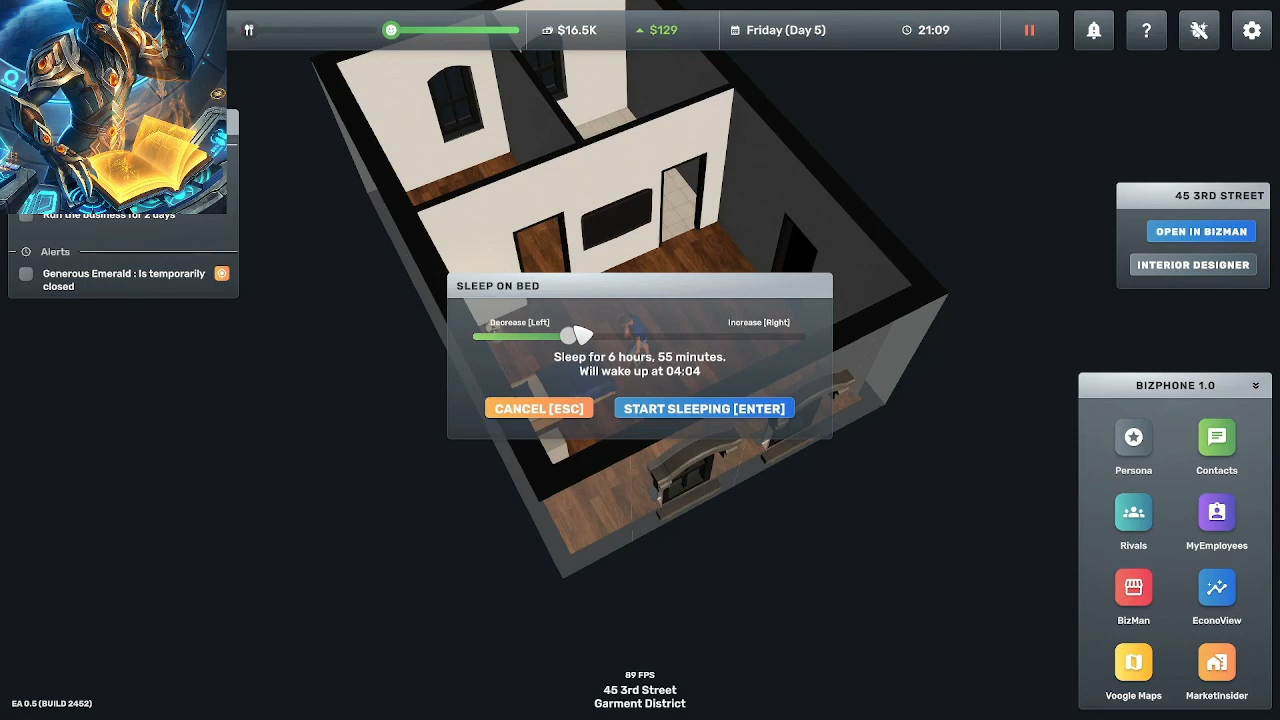 $16.5K
$129
Friday (Day 5)
21:09
Run the business for 2 days
Alerts
Generous Emerald : Is temporarily
closed
45 3RD STREET
OPEN IN BIZMAN
INTERIOR DESIGNER
SLEEP ON BED
Decrease [Left]
Increase [Right]
Sleep for 6 hours, 55 minutes.
Will wake up at 04:04
CANCEL [ESC]
START SLEEPING [ENTER]
BIZPHONE 1.0
Persona
Contacts
Rivals
MyEmployees
BizMan
EconoView
Voogle Maps
MarketInsider
89 FPS
45 3rd Street
Garment District
EA 0.5 (BUILD 2452)